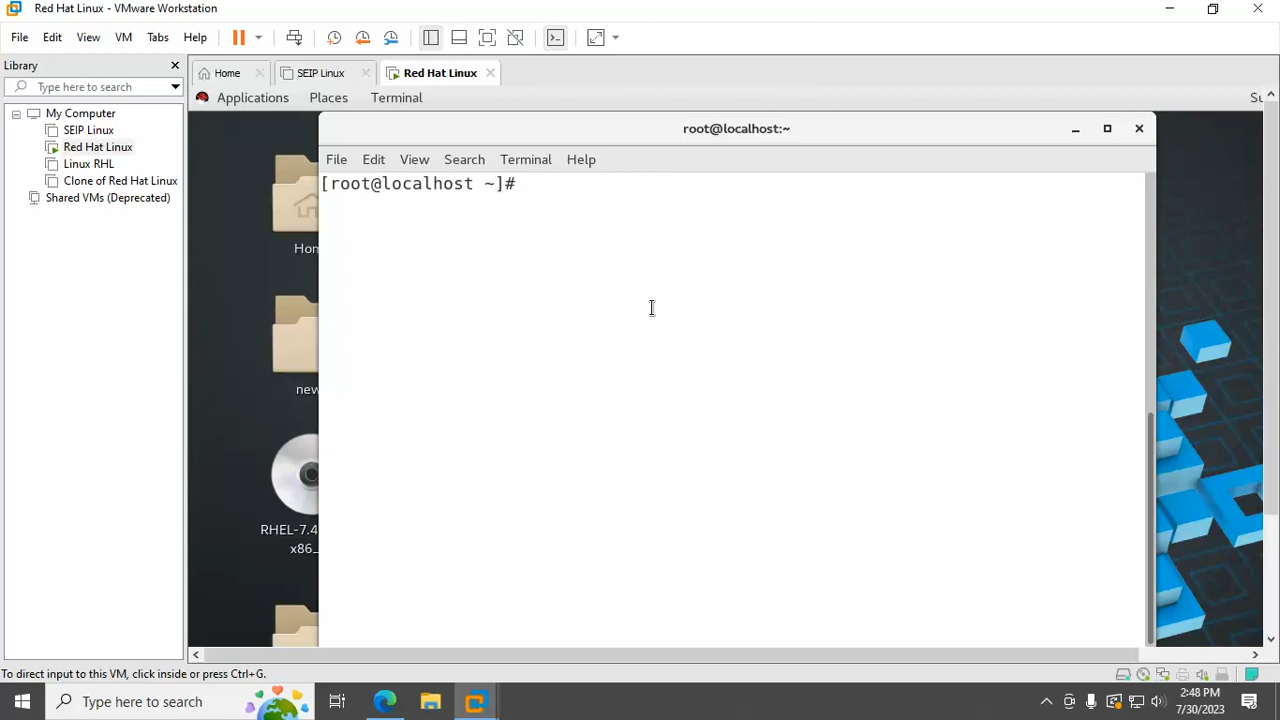 Red Hat Linux - VMware Workstation
File Edit View VM Tabs Help
Library
Type here to search
My Computer
SEIP Linux
Red Hat Linux
Linux RHL
Clone of Red Hat Linux
Shared VMs (Deprecated)
Home
SEIP Linux
Red Hat Linux
Applications Places Terminal
Su
root@localhost:~
File Edit View Search Terminal Help
[root@localhost ~]#
Hom
new
RHEL-7.4
x86_
To direct input to this VM, click inside or press Ctrl+G.
Type here to search
2:48 PM
7/30/2023